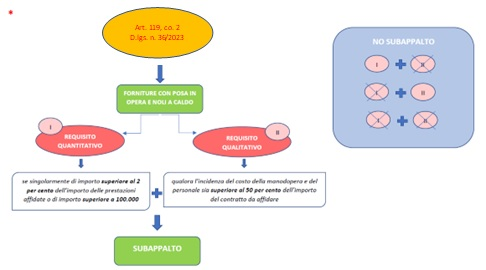 Art. 119, co. 2
D.lgs. n. 36/2023
FORNITURE CON POSA IN
OPERA E NOLI A CALDO
I
REQUISITO
QUANTITATIVO
II
REQUISITO
QUALITATIVO
se singolarmente di importo superiore al 2
per cento dell'importo delle prestazioni
affidate o di importo superiore a 100.000
qualora l'incidenza del costo della manodopera e del
personale sia superiore al 50 per cento dell'importo
del contratto da affidare
SUBAPPALTO
NO SUBAPPALTO
I II
I II
I II